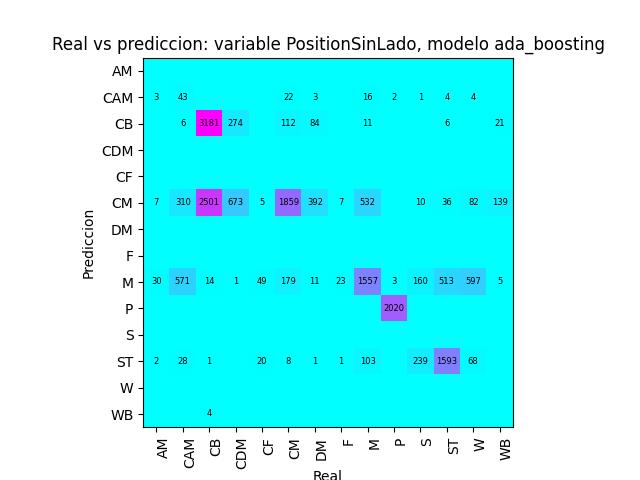 Real vs prediccion: variable PositionSinLado, modelo ada_boosting
AM
CAM 3 43 22 3 16 2 1 4 4
CB 6 3181 274 112 84 11 6 21
CDM
CF
CM 7 310 2501 673 5 1859 392 7 532 10 36 82 139
DM
F
M 30 571 14 1 49 179 11 23 1557 3 160 513 597 5
P 2020
S
ST 2 28 1 20 8 1 1 103 239 1593 68
W
WB 4
Prediccion
AM CAM CB CDM CF CM DM F M P S ST W WB
Real